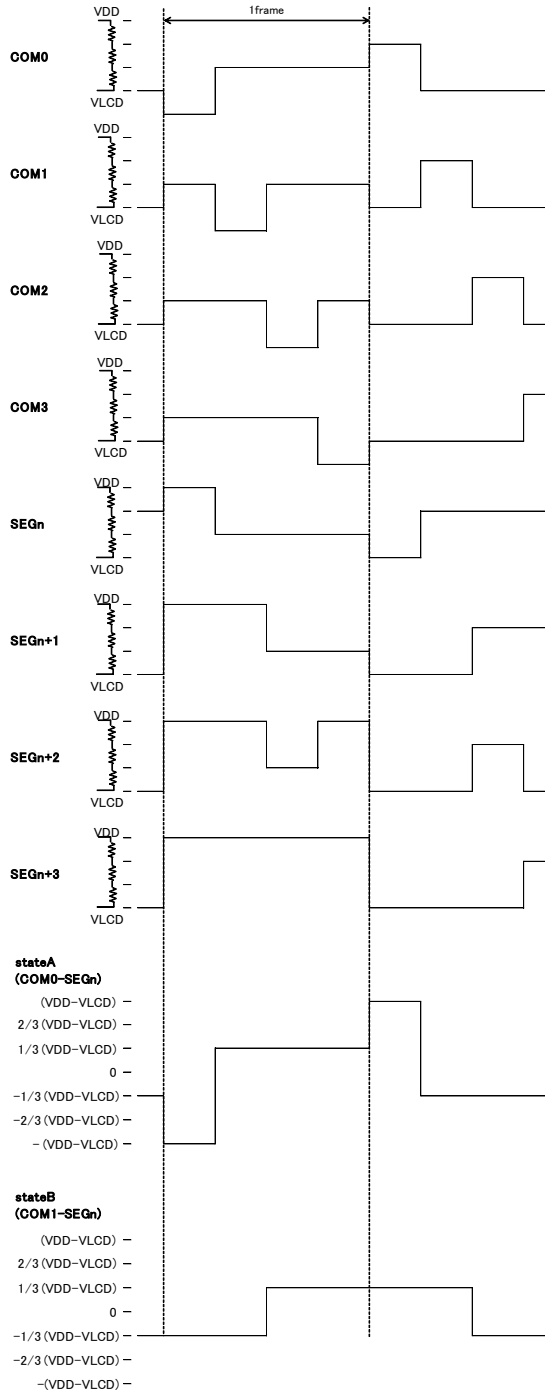 1frame
VDD
COM0
VLCD
VDD
COM1
VLCD
VDD
COM2
VLCD
VDD
COM3
VLCD
VDD
SEGn
VLCD
VDD
SEGn+1
VLCD
VDD
SEGn+2
VLCD
VDD
SEGn+3
VLCD
stateA
(COM0-SEGn)
(VDD-VLCD)
2/3(VDD-VLCD)
1/3(VDD-VLCD)
0
-1/3(VDD-VLCD)
-2/3(VDD-VLCD)
-(VDD-VLCD)
stateB
(COM1-SEGn)
(VDD-VLCD)
2/3(VDD-VLCD)
1/3(VDD-VLCD)
0
-1/3(VDD-VLCD)
-2/3(VDD-VLCD)
-(VDD-VLCD)